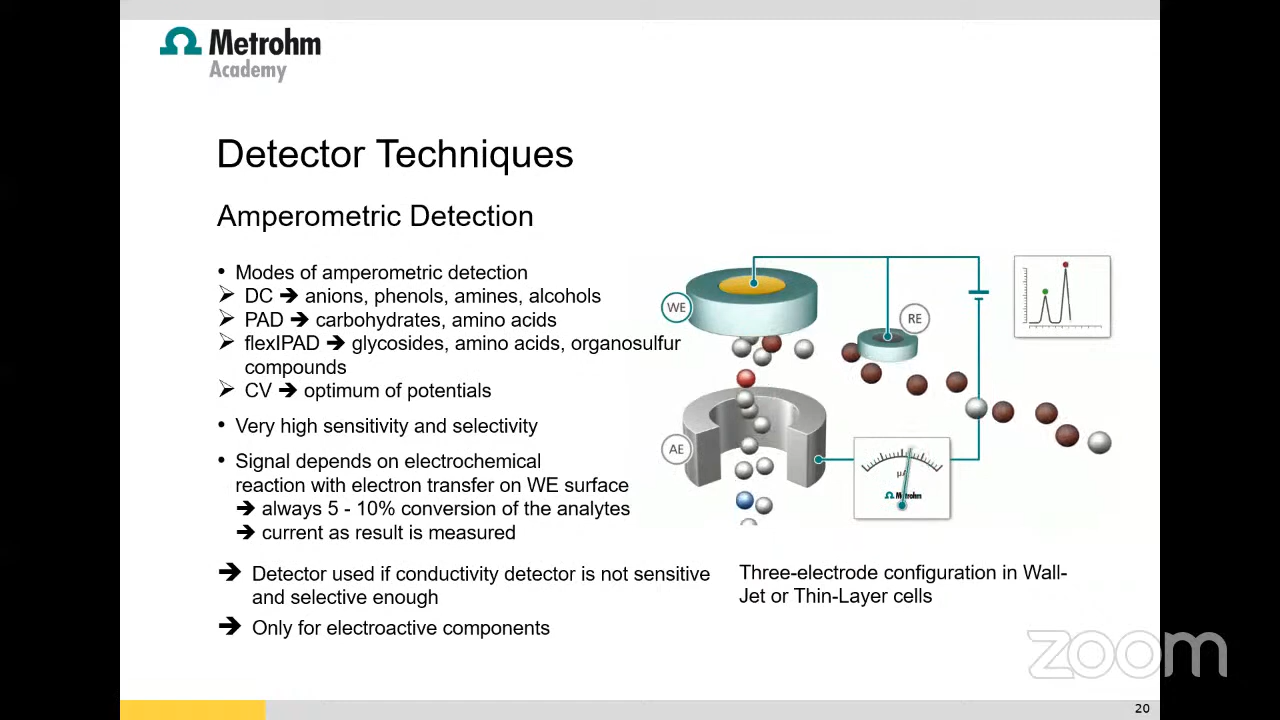 Metrohm
Academy
Detector Techniques
Amperometric Detection
• Modes of amperometric detection
➢ DC ➔ anions, phenols, amines, alcohols
➢ PAD ➔ carbohydrates, amino acids
➢ flexIPAD ➔ glycosides, amino acids, organosulfur
compounds
➢ CV ➔ optimum of potentials
• Very high sensitivity and selectivity
• Signal depends on electrochemical
reaction with electron transfer on WE surface
➔ always 5 - 10% conversion of the analytes
➔ current as result is measured
➔ Detector used if conductivity detector is not sensitive
and selective enough
➔ Only for electroactive components
WE
RE
AE
Metrohm
Three-electrode configuration in Wall-
Jet or Thin-Layer cells
zoom
20